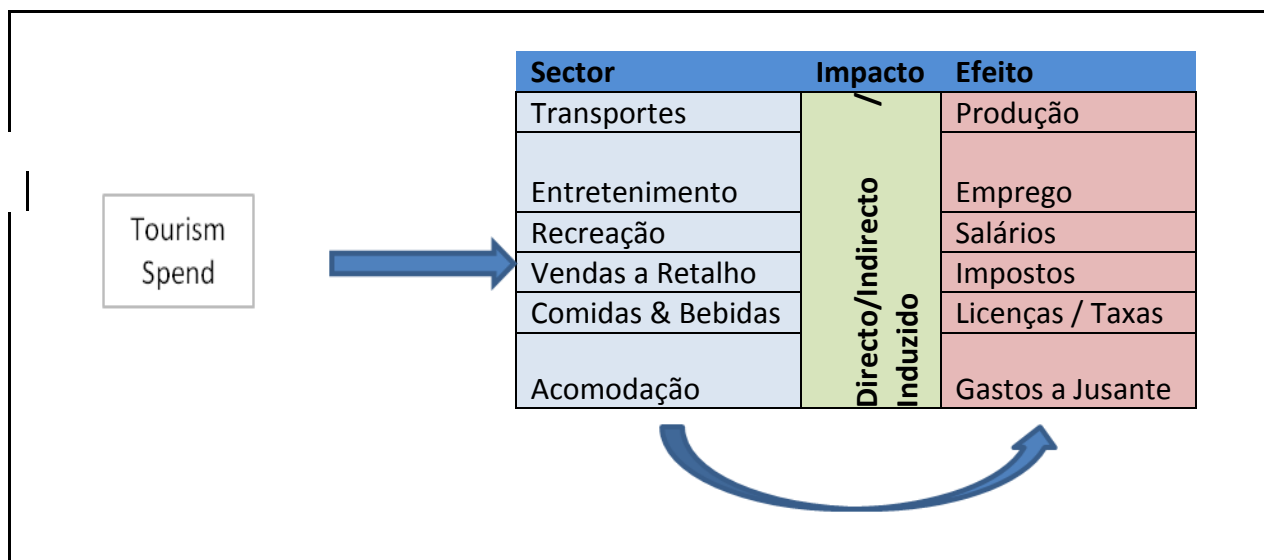 Tourism
Spend
Sector Impacto Efeito
Transportes Produção
Entretenimento Emprego
Recreação Salários
Vendas a Retalho Impostos
Comidas & Bebidas Licenças / Taxas
Acomodação Gastos a Jusante
Directo/Indirecto /
Induzido